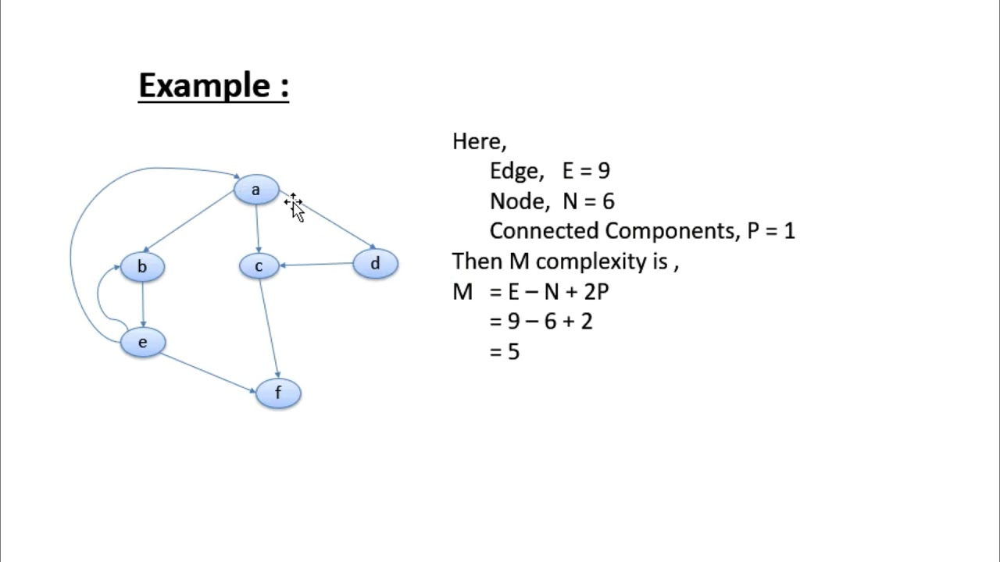 Example :
a
b
c
d
e
f
Here,
Edge, E = 9
Node, N = 6
Connected Components, P = 1
Then M complexity is ,
M = E – N + 2P
= 9 – 6 + 2
= 5